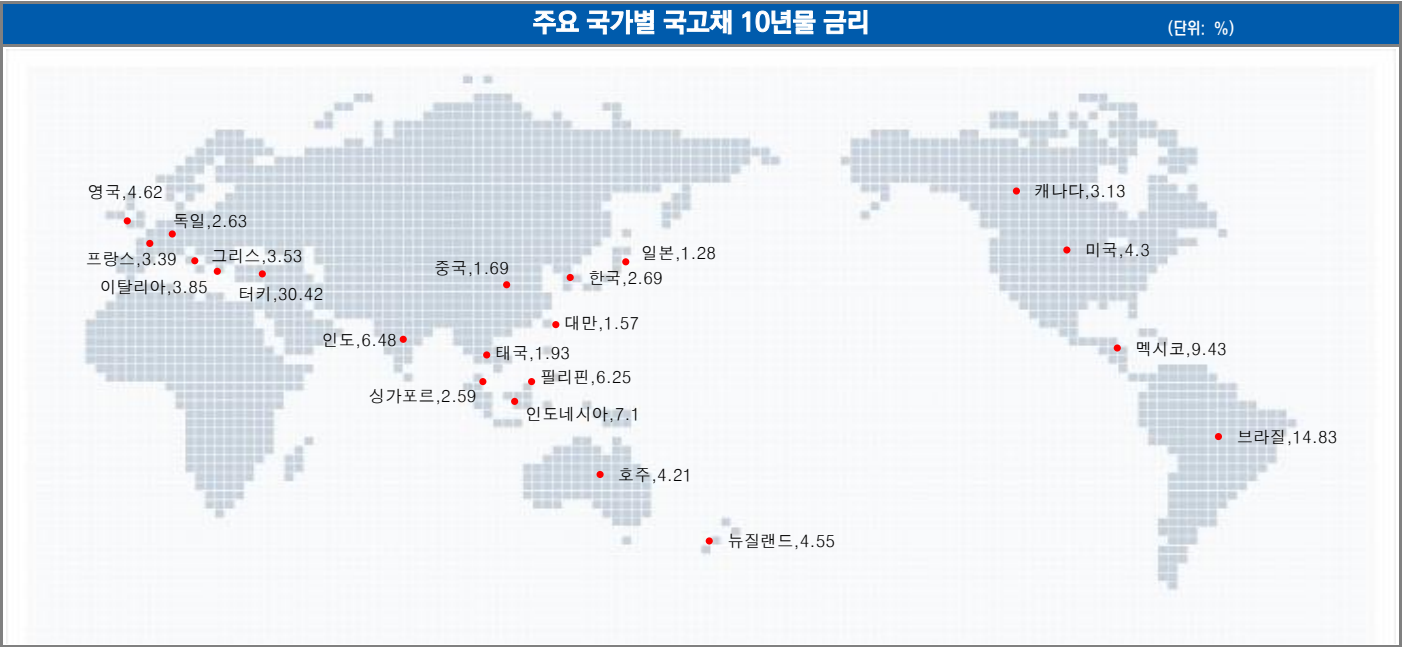 주요 국가별 국고채 10년물 금리
(단위: %)
영국,4.62
독일,2.63
프랑스,3.39
그리스,3.53
이탈리아,3.85
터키,30.42
중국,1.69
일본,1.28
한국,2.69
대만,1.57
인도,6.48
태국,1.93
필리핀,6.25
싱가포르,2.59
인도네시아,7.1
호주,4.21
뉴질랜드,4.55
캐나다,3.13
미국,4.3
멕시코,9.43
브라질,14.83